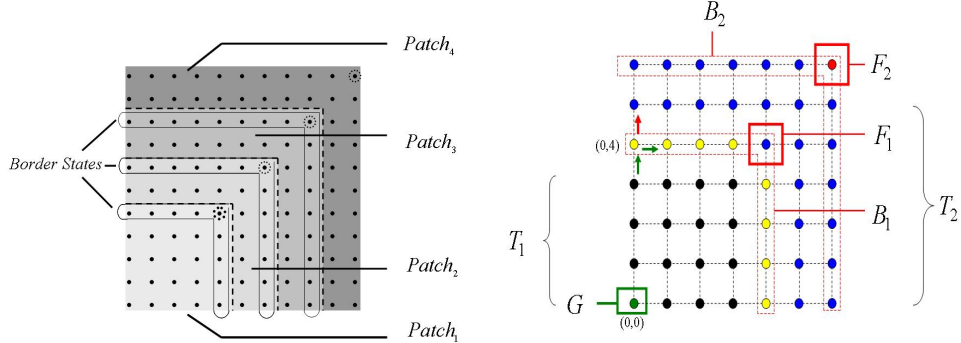 Patch₄
Border States
Patch₃
Patch₂
Patch₁
B₂
F₂
(0,4)
F₁
T₁
T₂
B₁
G
(0,0)